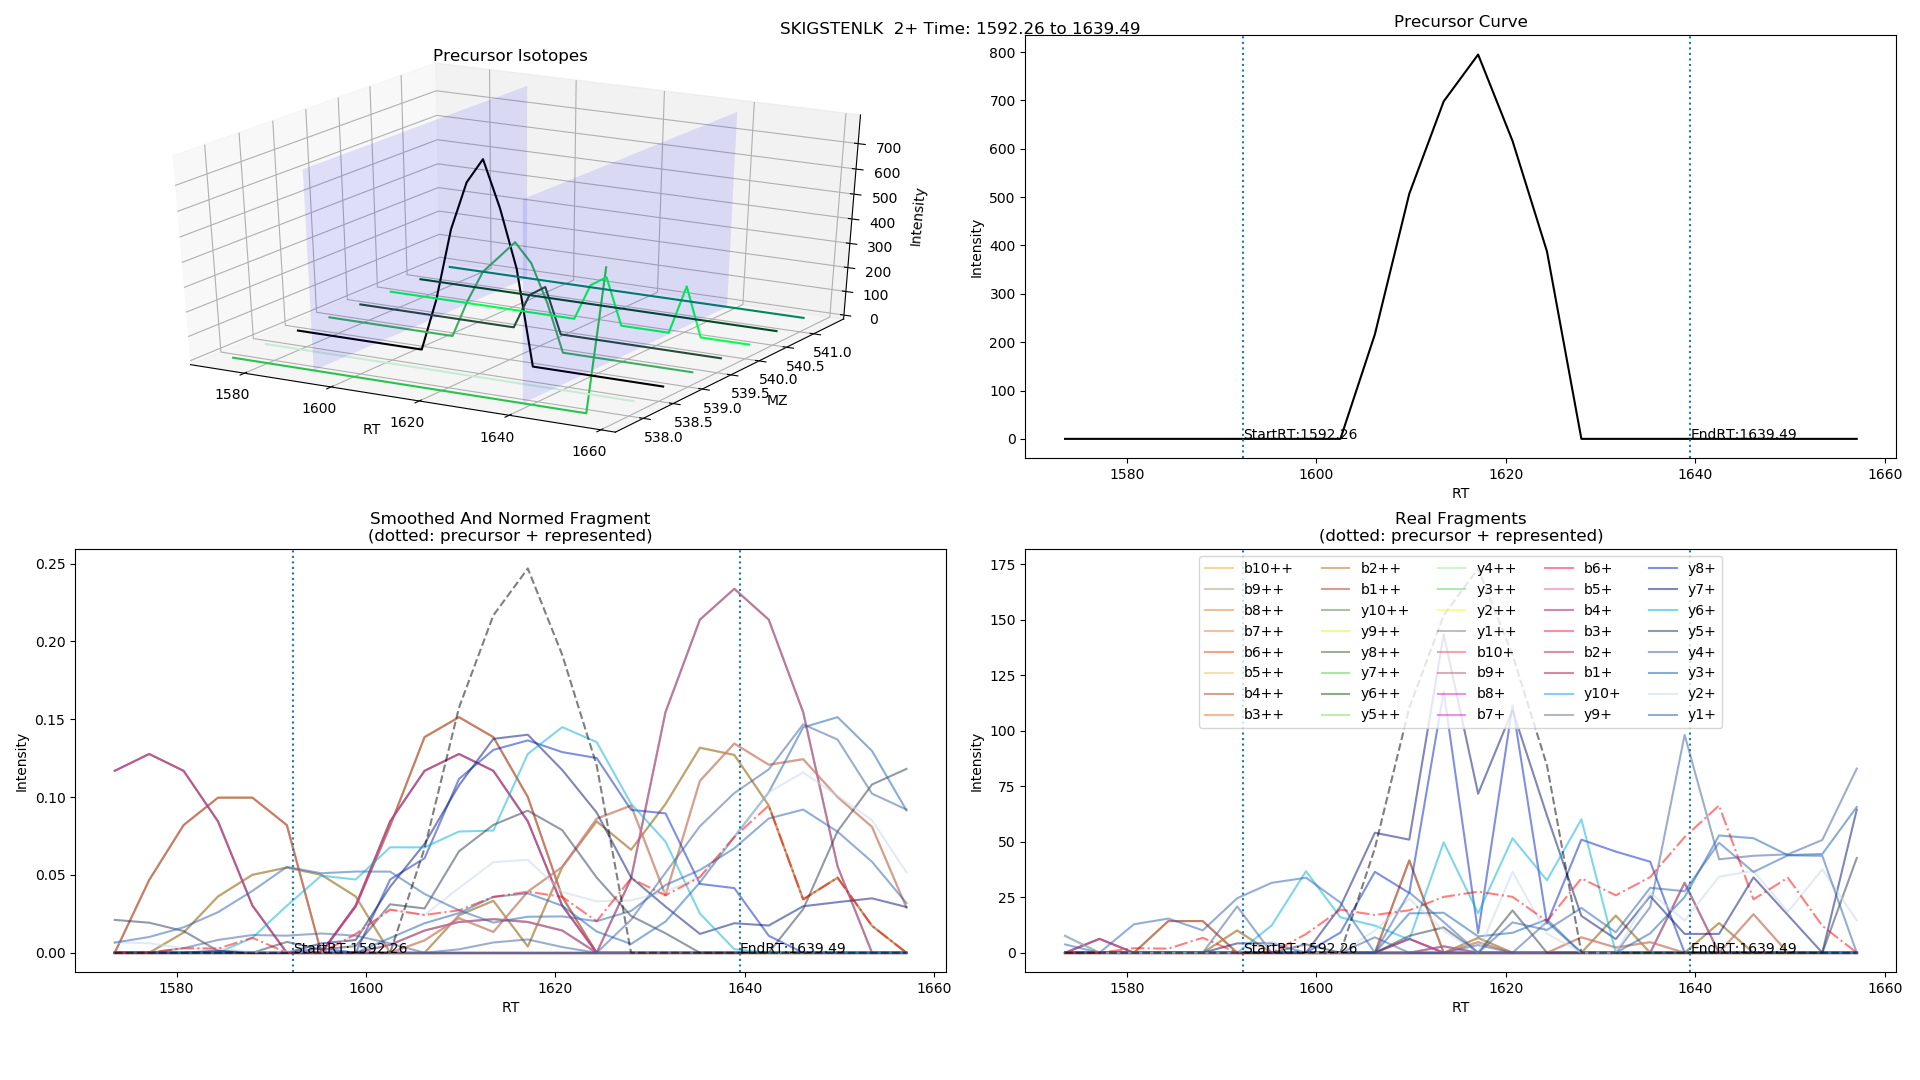 SKIGSTENLK  2+ Time: 1592.26 to 1639.49
Precursor Isotopes
700
600
500
400
300
200
100
0
Intensity
541.0
540.5
540.0
539.5
539.0
538.5
538.0
MZ
1580
1600
1620
1640
1660
RT
Precursor Curve
800
700
600
500
400
300
200
100
0
Intensity
StartRT:1592.26
EndRT:1639.49
1580
1600
1620
1640
1660
RT
Smoothed And Normed Fragment
(dotted: precursor + represented)
0.25
0.20
0.15
0.10
0.05
0.00
Intensity
StartRT:1592.26
EndRT:1639.49
1580
1600
1620
1640
1660
RT
Real Fragments
(dotted: precursor + represented)
175
150
125
100
75
50
25
0
Intensity
b10++
b9++
b8++
b7++
b6++
b5++
b4++
b3++
b2++
b1++
y10++
y9++
y8++
y7++
y6++
y5++
y4++
y3++
y2++
y1++
b10+
b9+
b8+
b7+
b6+
b5+
b4+
b3+
b2+
b1+
y10+
y9+
y8+
y7+
y6+
y5+
y4+
y3+
y2+
y1+
StartRT:1592.26
EndRT:1639.49
1580
1600
1620
1640
1660
RT